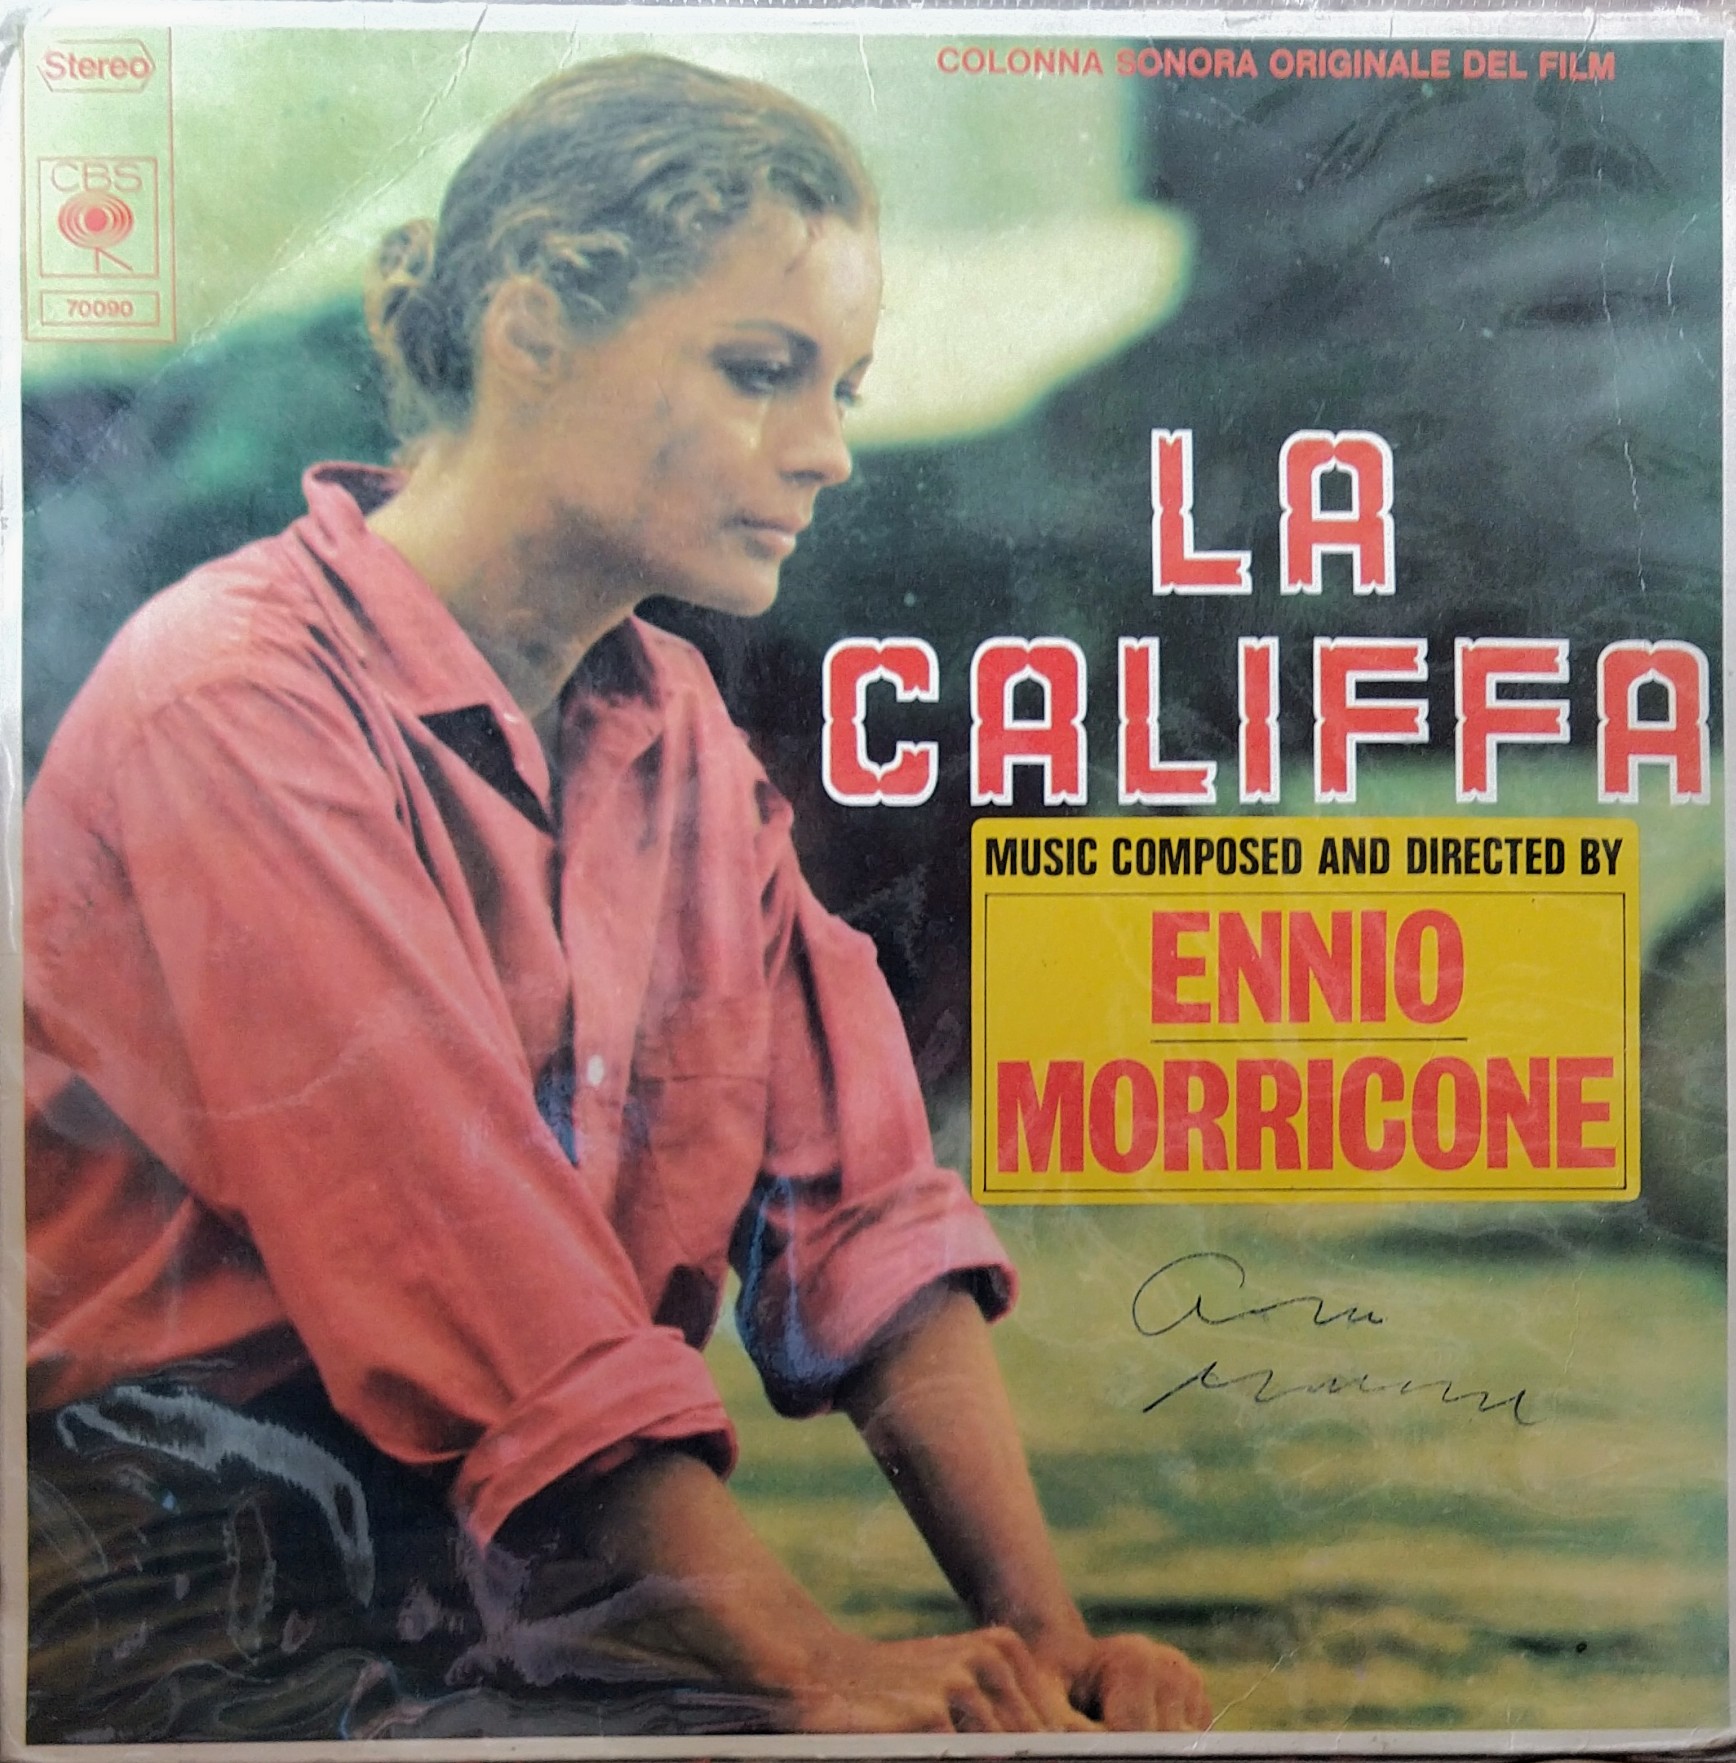 Stereo
COLONNA SONORA ORIGINALE DEL FILM
CBS
70090
LA
CALIFFA
MUSIC COMPOSED AND DIRECTED BY
ENNIO
MORRICONE